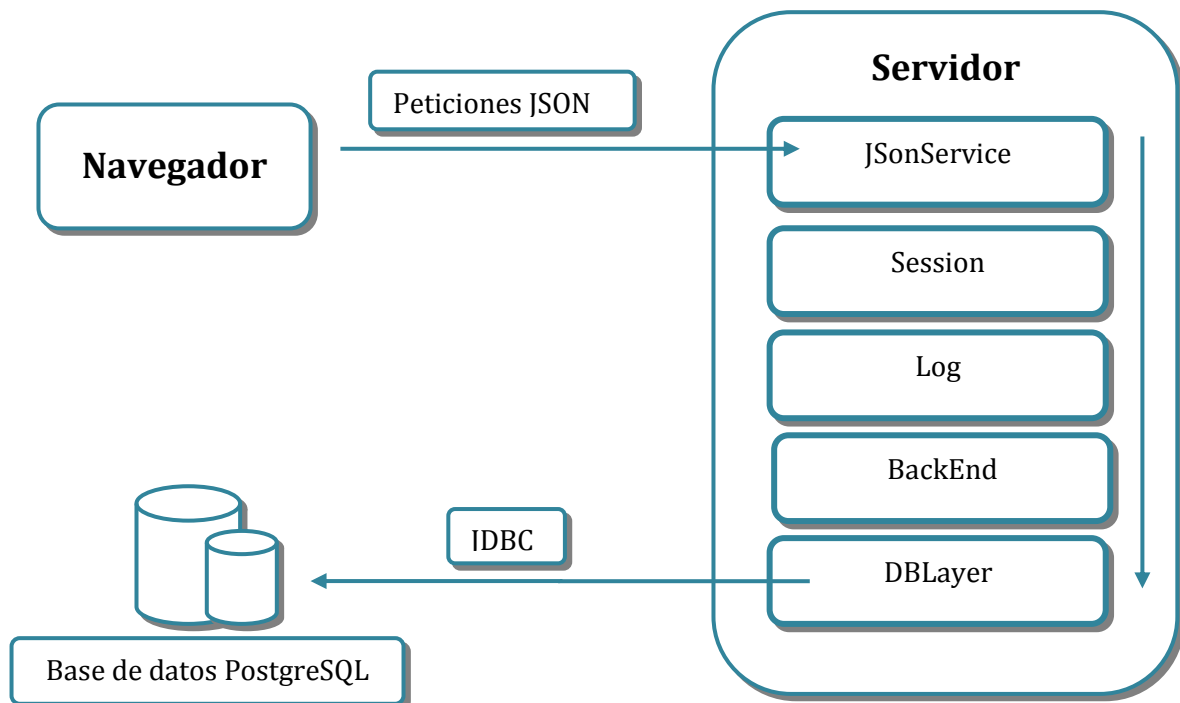 Servidor
Peticiones JSON
Navegador
JSonService
Session
Log
BackEnd
JDBC
DBLayer
Base de datos PostgreSQL